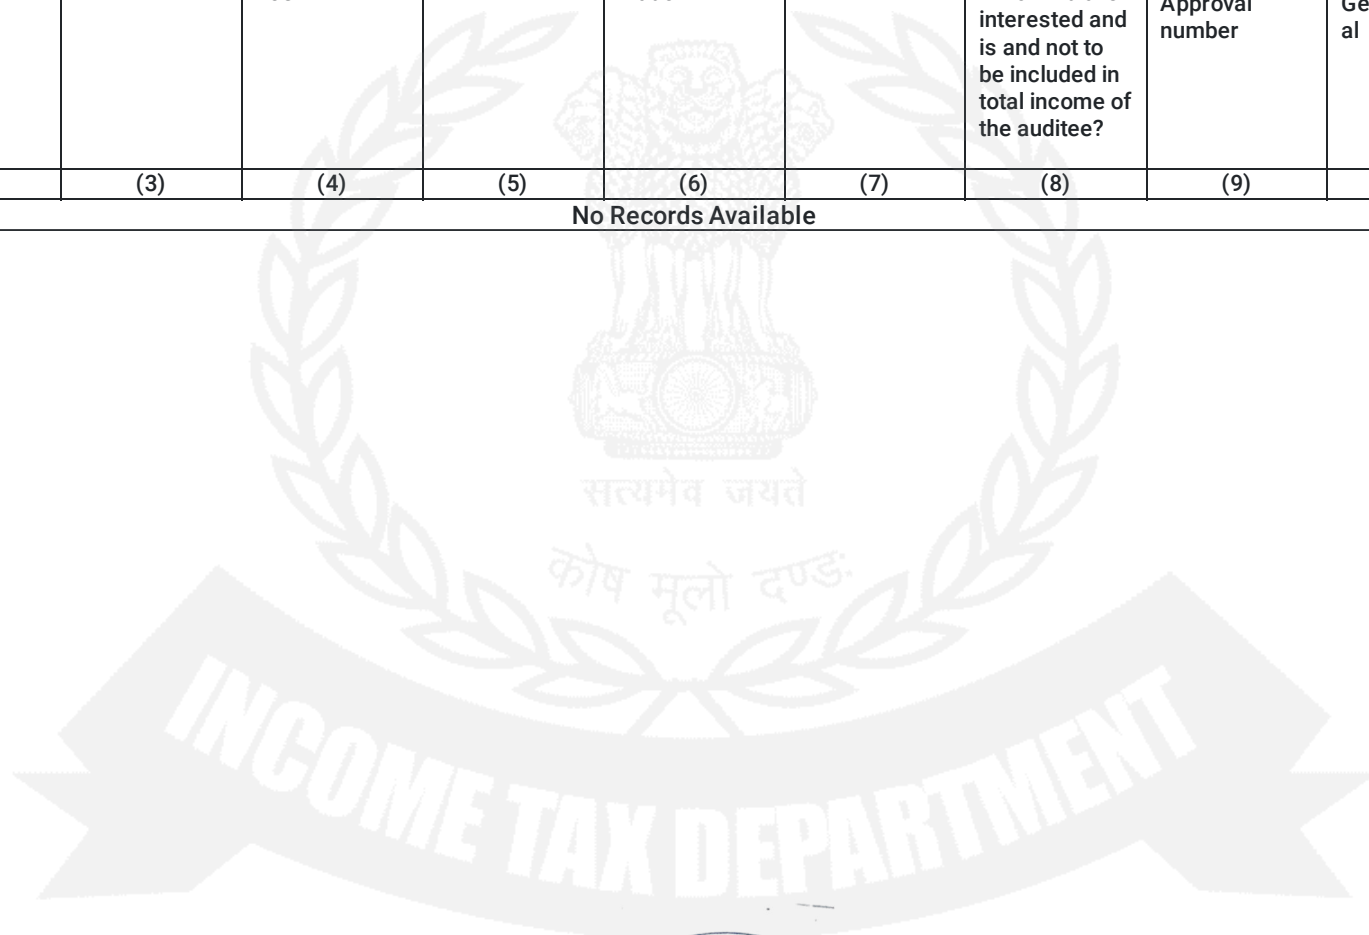 interested and
is and not to
be included in
total income of
the auditee?
Approval
number
al
(3) (4) (5) (6) (7) (8) (9)
No Records Available
सत्यमेव जयते
कोष मूलो दण्डः
INCOME TAX DEPARTMENT